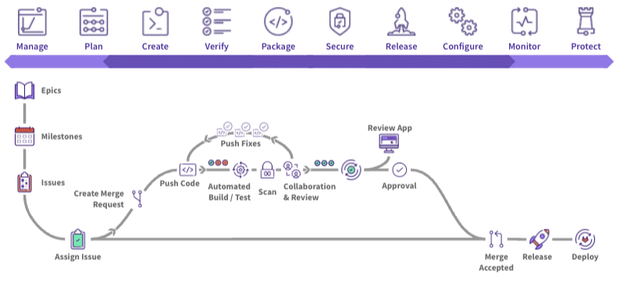 Manage Plan Create Verify Package Secure Release Configure Monitor Protect
Epics
Milestones
Issues
Assign Issue
Create Merge
Request
Push Code
Push Fixes
Automated
Build / Test
Scan
Collaboration
& Review
Review App
Approval
Merge
Accepted
Release
Deploy